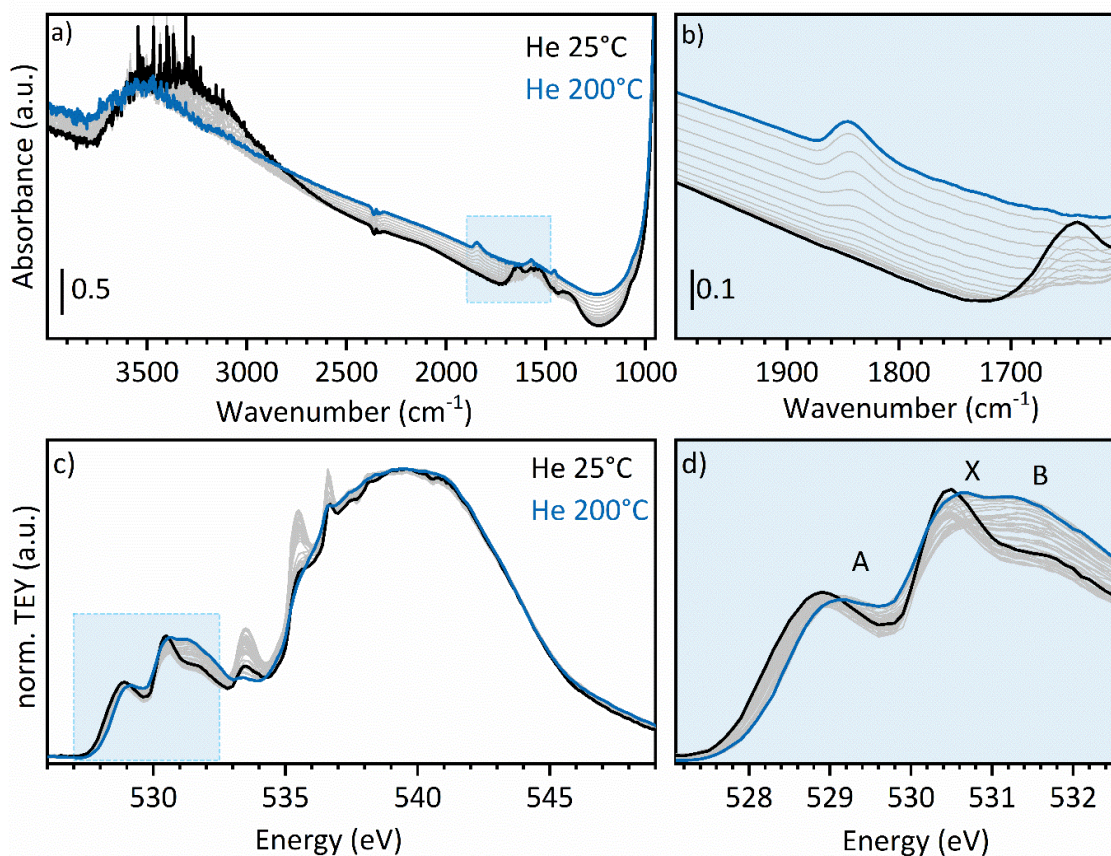 a)
He 25°C
He 200°C
Absorbance (a.u.)
0.5
3500 3000 2500 2000 1500 1000
Wavenumber (cm⁻¹)
b)
0.1
1900 1800 1700
Wavenumber (cm⁻¹)
c)
He 25°C
He 200°C
norm. TEY (a.u.)
530 535 540 545
Energy (eV)
d)
X
B
A
528 529 530 531 532
Energy (eV)